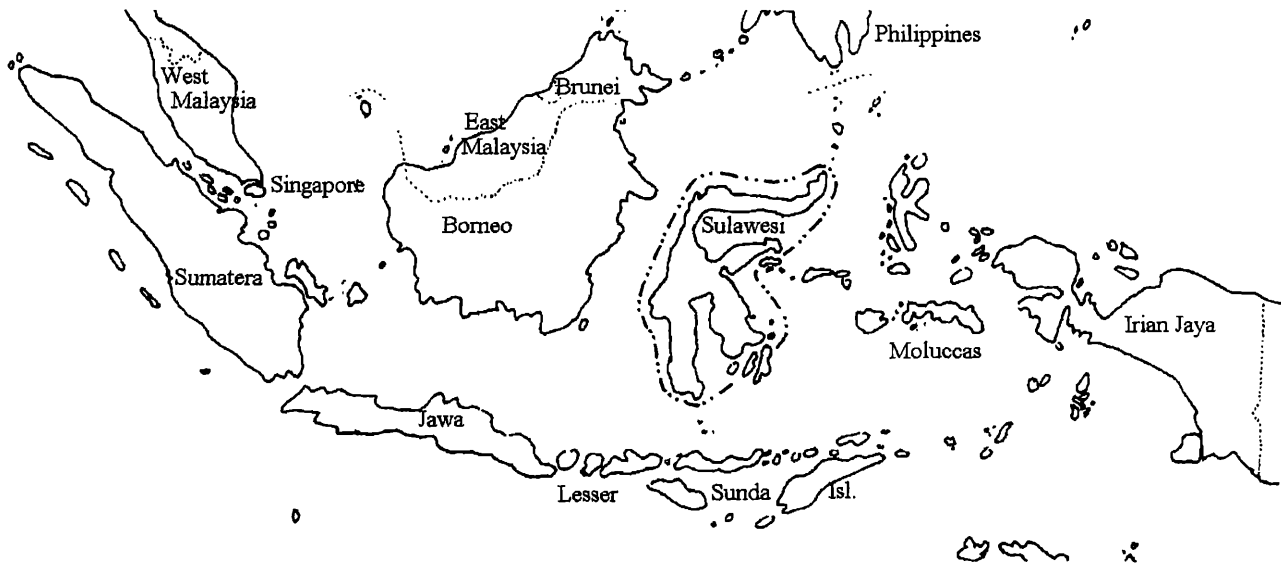 Philippines
West
Malaysia
Brunei
East
Malaysia
Singapore
Borneo
Sulawesi
Sumatera
Irian Jaya
Moluccas
Jawa
Lesser Sunda Isl.